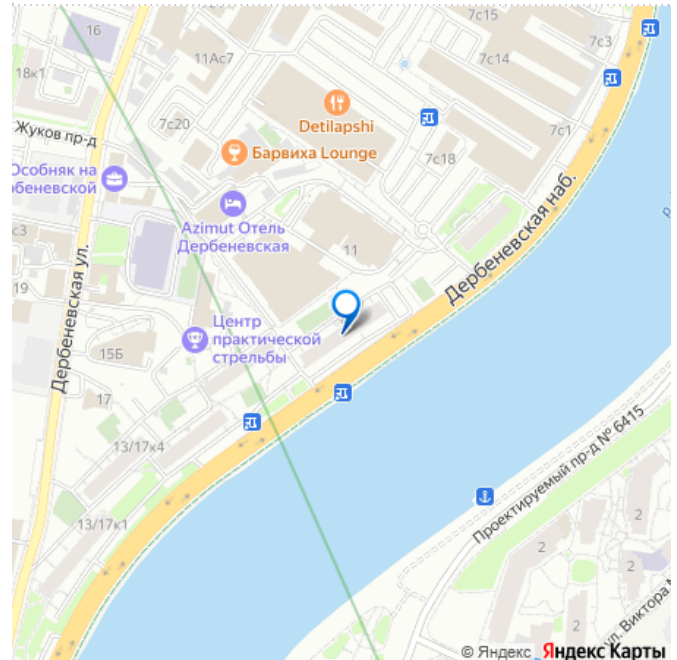 16
7с15
7с3
11Ас7
7с14
18к1
7с20
Detilapshi
7с1
Жуков пр-д
Барвиха Lounge
7с18
Особняк на
рбеневской
Дербеневская наб.
Azimut Отель
Дербеневская
с3
11
Дербеневская ул.
19
Центр
практической
стрельбы
15Б
17
13/17к4
Проектируемый пр-д № 6415
13/17к1
2
2
2
ул. Виктора
© Яндекс Яндекс Карты